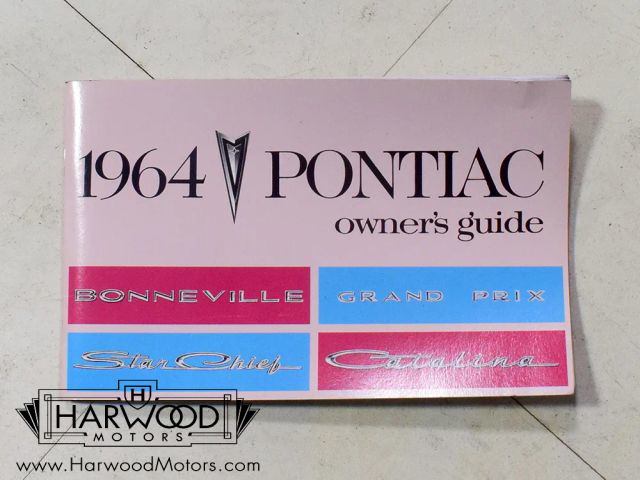 1964 PONTIAC
owner's guide
BONNEVILLE
GRAND PRIX
Star Chief
Catalina
H
HARWOOD
MOTORS
www.HarwoodMotors.com